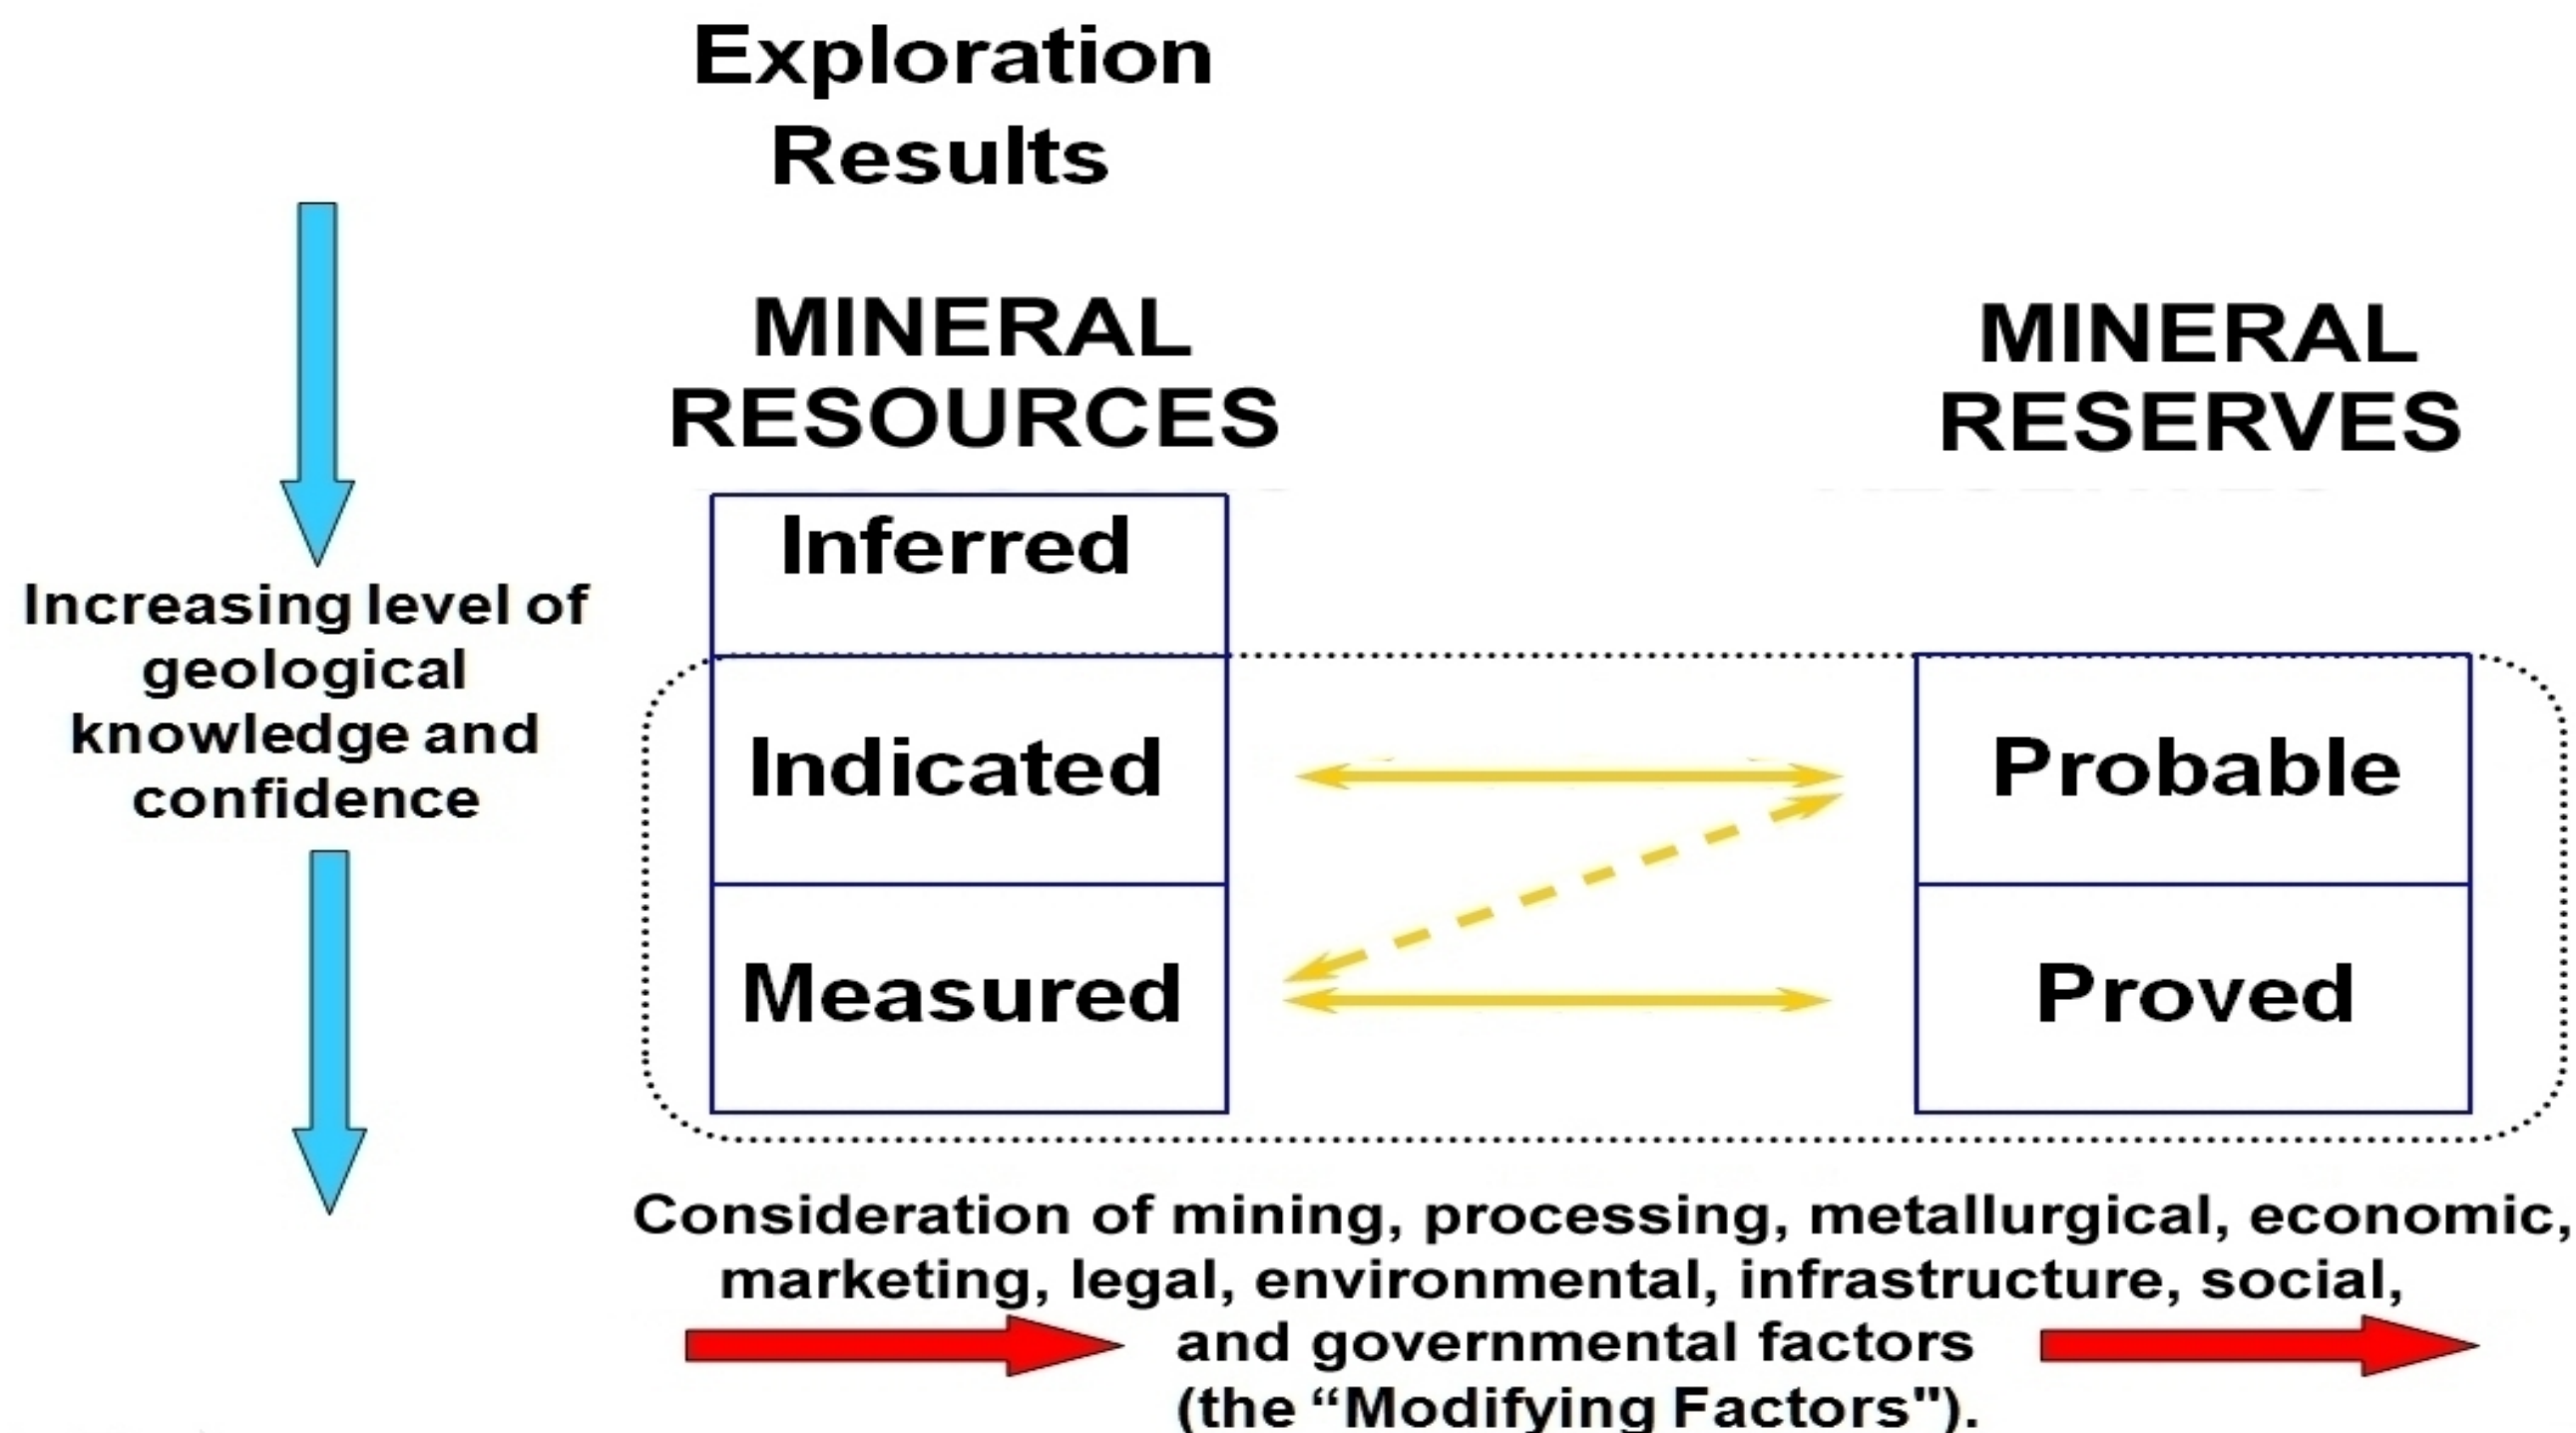 Exploration
Results
MINERAL
RESOURCES
MINERAL
RESERVES
Inferred
Increasing level of
geological
knowledge and
confidence
Indicated
Probable
Measured
Proved
Consideration of mining, processing, metallurgical, economic,
marketing, legal, environmental, infrastructure, social,
and governmental factors
(the “Modifying Factors").